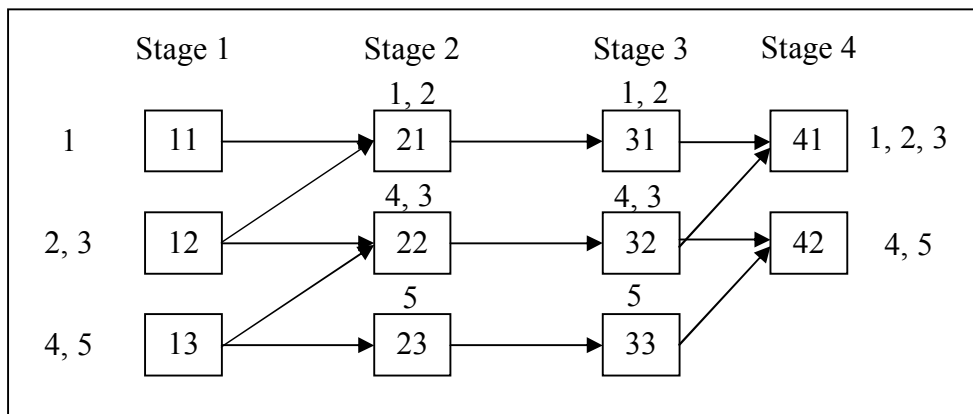 Stage 1 Stage 2 Stage 3 Stage 4
1, 2 1, 2
1 11 21 31 41 1, 2, 3
4, 3 4, 3
2, 3 12 22 32 42 4, 5
5 5
4, 5 13 23 33